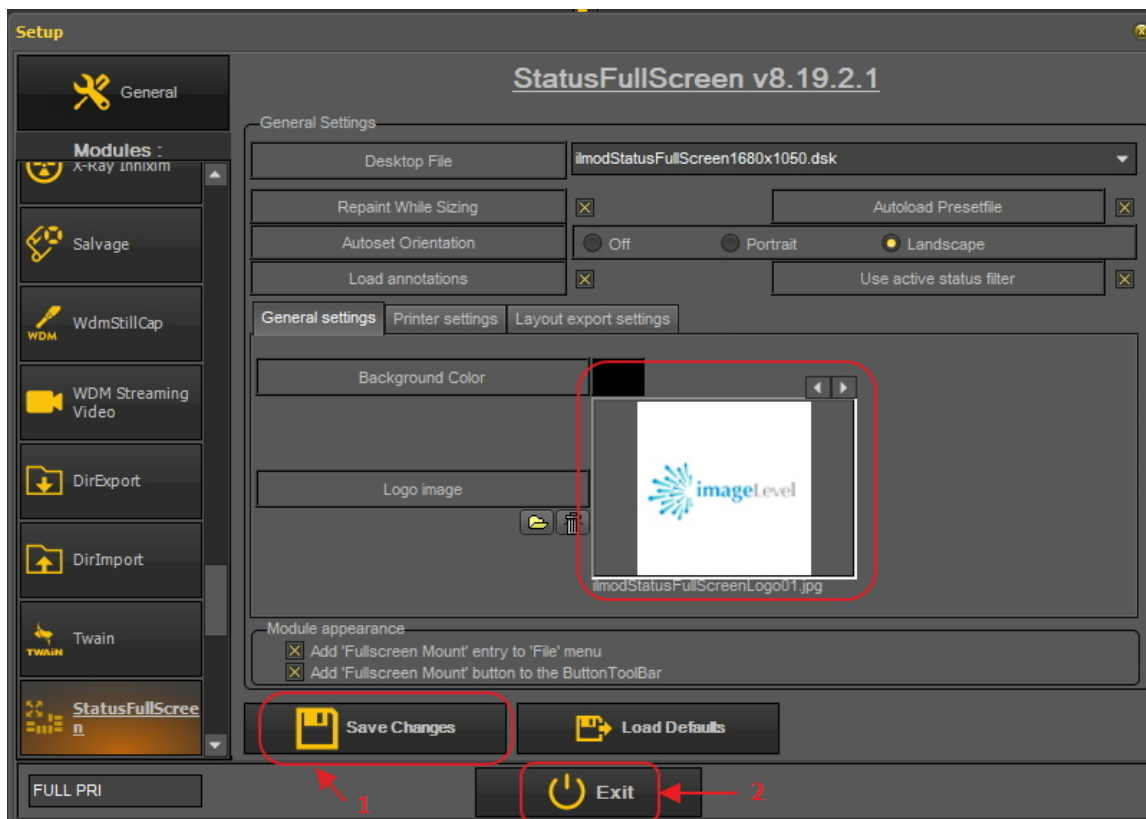 Setup
General
Modules :
X-Ray Innixim
Salvage
WDM
WdmStillCap
WDM Streaming
Video
DirExport
DirImport
TWAIN
Twain
StatusFullScree
n
StatusFullScreen v8.19.2.1
General Settings
Desktop File
ilmodStatusFullScreen1680x1050.dsk
Repaint While Sizing
Autoload Presetfile
Autoset Orientation
Off
Portrait
Landscape
Load annotations
Use active status filter
General settings
Printer settings
Layout export settings
Background Color
Logo image
imageLevel
ilmodStatusFullScreenLogo01.jpg
Module appearance
Add 'Fullscreen Mount' entry to 'File' menu
Add 'Fullscreen Mount' button to the ButtonToolBar
Save Changes
Load Defaults
FULL PRI
1
Exit
2